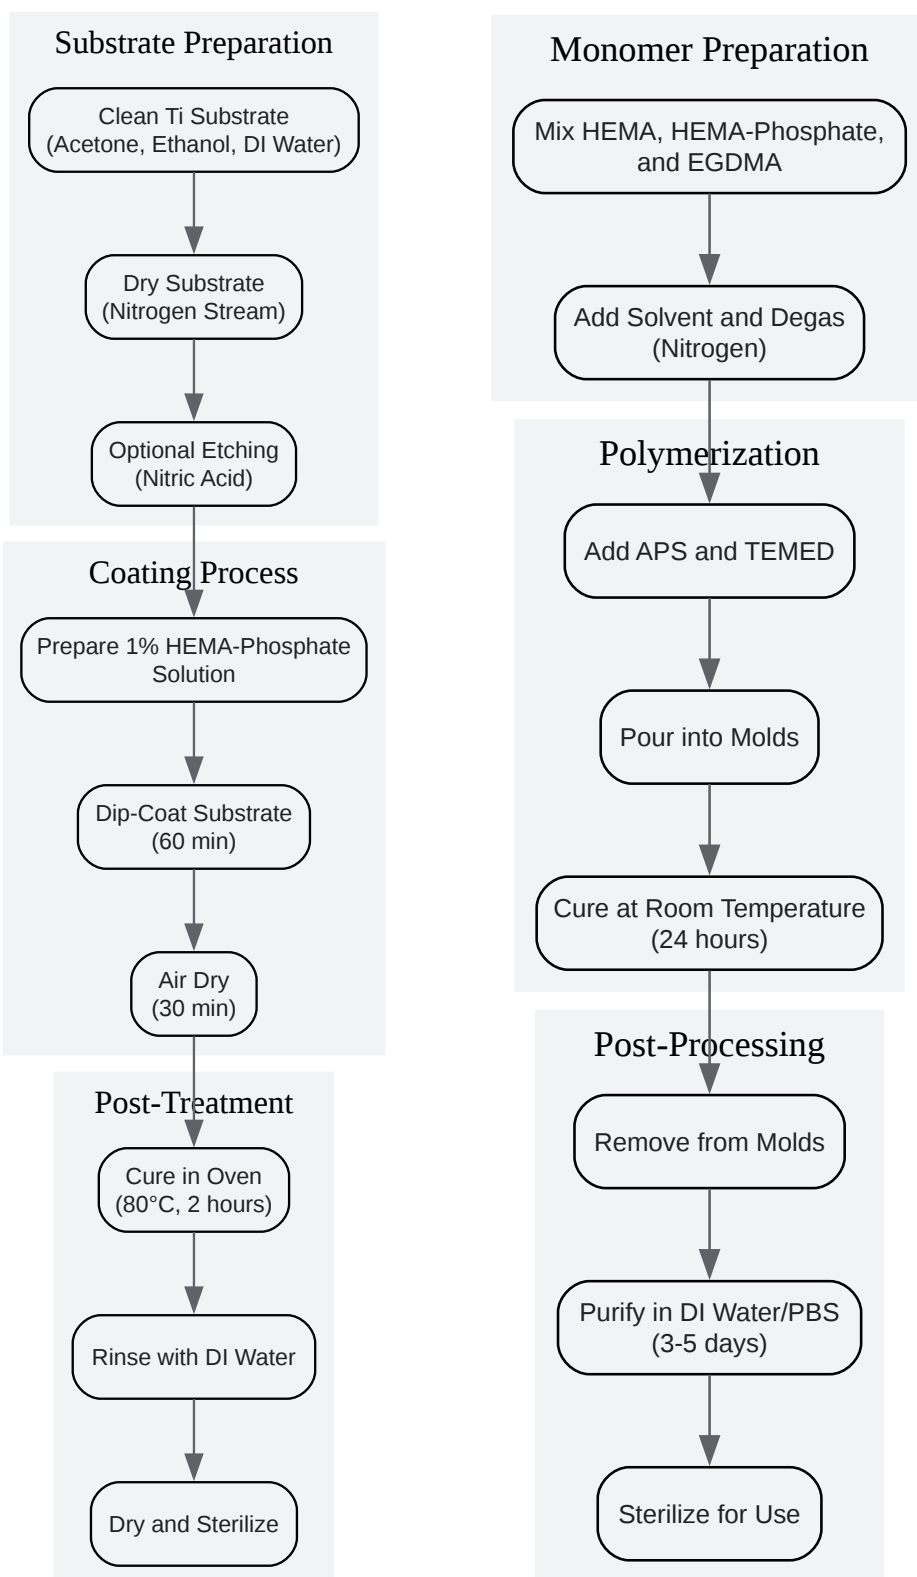 Substrate Preparation
Clean Ti Substrate
(Acetone, Ethanol, DI Water)
Dry Substrate
(Nitrogen Stream)
Optional Etching
(Nitric Acid)
Coating Process
Prepare 1% HEMA-Phosphate
Solution
Dip-Coat Substrate
(60 min)
Air Dry
(30 min)
Post-Treatment
Cure in Oven
(80°C, 2 hours)
Rinse with DI Water
Dry and Sterilize
Monomer Preparation
Mix HEMA, HEMA-Phosphate,
and EGDMA
Add Solvent and Degas
(Nitrogen)
Polymerization
Add APS and TEMED
Pour into Molds
Cure at Room Temperature
(24 hours)
Post-Processing
Remove from Molds
Purify in DI Water/PBS
(3-5 days)
Sterilize for Use